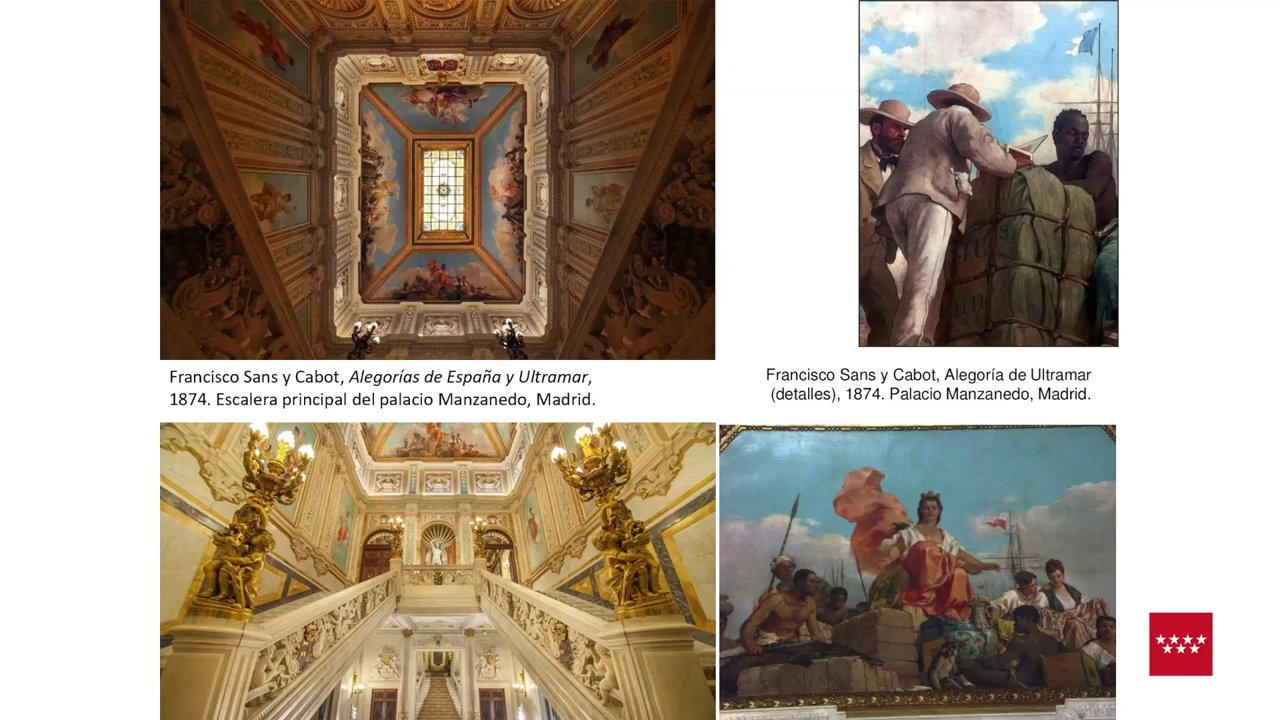 Francisco Sans y Cabot, Alegorías de España y Ultramar,
1874. Escalera principal del palacio Manzanedo, Madrid.
Francisco Sans y Cabot, Alegoría de Ultramar
(detalles), 1874. Palacio Manzanedo, Madrid.